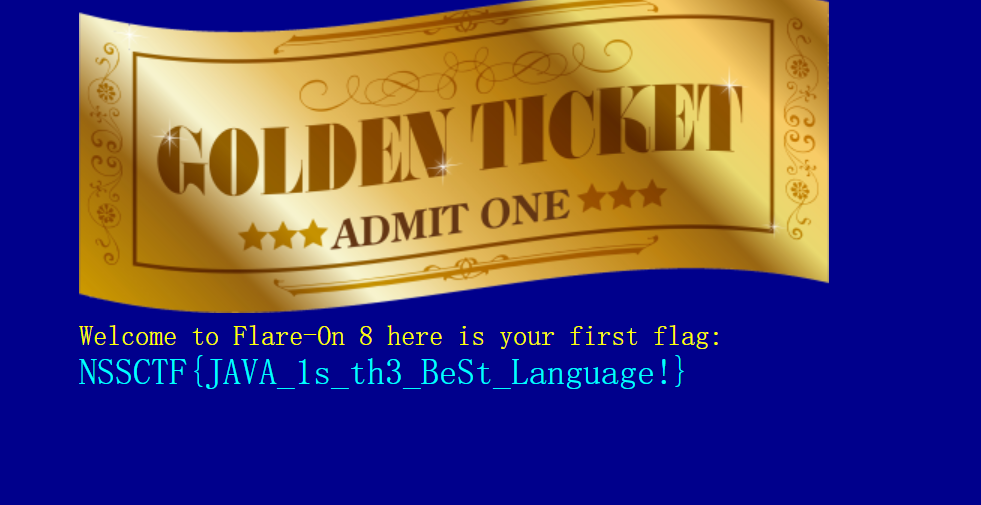 GOLDEN TICKET
ADMIT ONE
Welcome to Flare-On 8 here is your first flag:
NSSCTF{JAVA_1s_th3_BeSt_Language!}